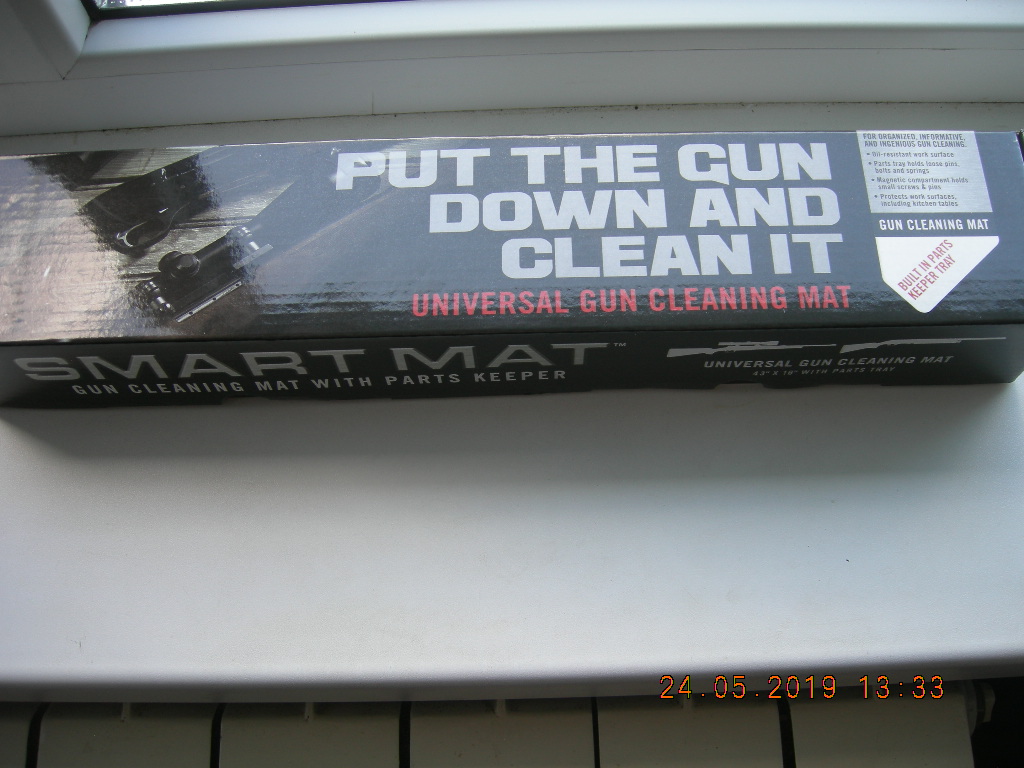 PUT THE GUN
DOWN AND
CLEAN IT
UNIVERSAL GUN CLEANING MAT
FOR ORGANIZED, INFORMATIVE,
AND INGENIOUS GUN CLEANING.
• Oil-resistant work surface
• Parts tray holds loose pins,
bolts and springs
• Magnetic compartment holds
small screws & pins
• Protects work surfaces,
including kitchen tables
GUN CLEANING MAT
BUILT IN PARTS
KEEPER TRAY
SMART MAT™
GUN CLEANING MAT WITH PARTS KEEPER
UNIVERSAL GUN CLEANING MAT
43" X 16" WITH PARTS TRAY
24.05.2019 13:33